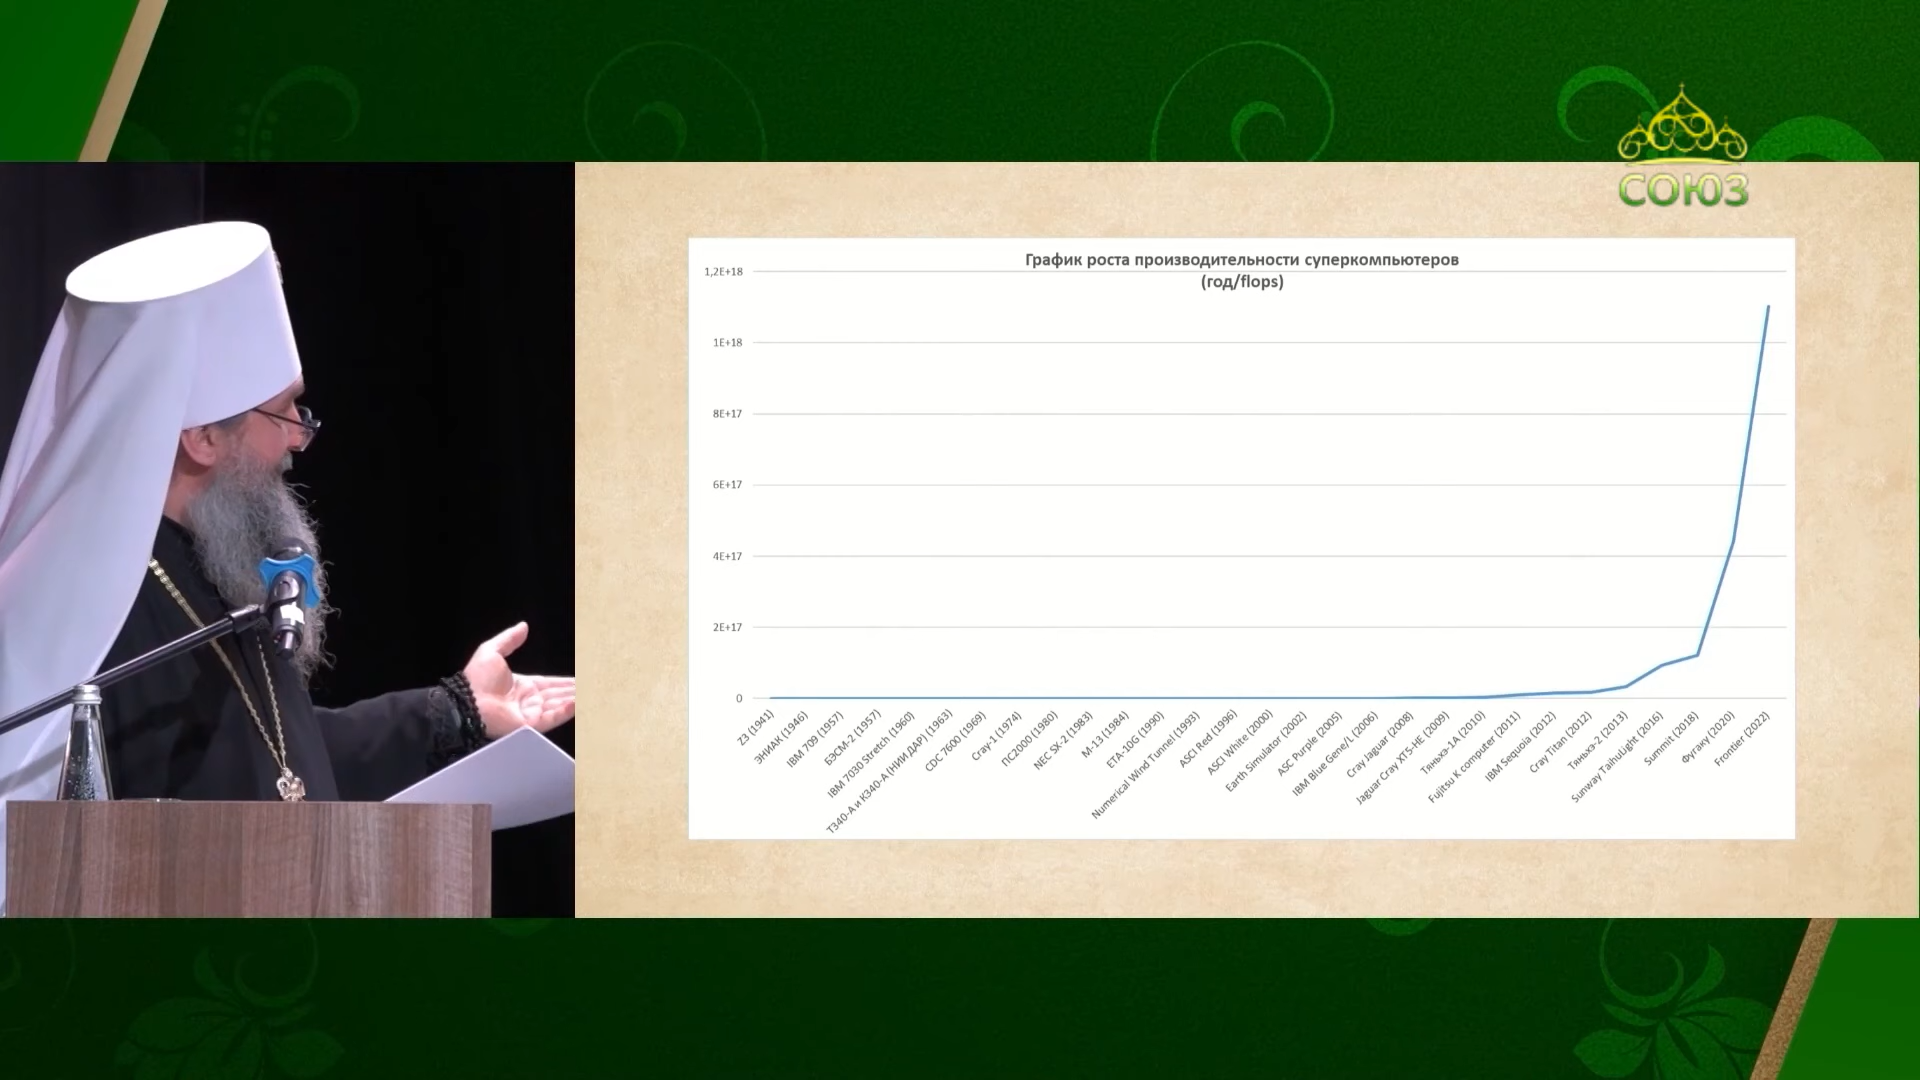 СОЮЗ
График роста производительности суперкомпьютеров
(год/flops)
1,2E+18
1E+18
8E+17
6E+17
4E+17
2E+17
0
Z3 (1941)
ЭНИАК (1946)
IBM 709 (1957)
БЭСМ-2 (1957)
IBM 7030 Stretch (1960)
Т340-А и К340-А (НИИ ДАР) (1963)
CDC 7600 (1969)
Cray-1 (1974)
ПС2000 (1980)
NEC SX-2 (1983)
М-13 (1984)
ETA-10G (1990)
Numerical Wind Tunnel (1993)
ASCI Red (1996)
ASCI White (2000)
Earth Simulator (2002)
ASC Purple (2005)
IBM Blue Gene/L (2006)
Cray Jaguar (2008)
Jaguar Cray XT5-HE (2009)
Тяньхэ-1А (2010)
Fujitsu K computer (2011)
IBM Sequoia (2012)
Cray Titan (2012)
Тяньхэ-2 (2013)
Sunway TaihuLight (2016)
Summit (2018)
Фугаку (2020)
Frontier (2022)